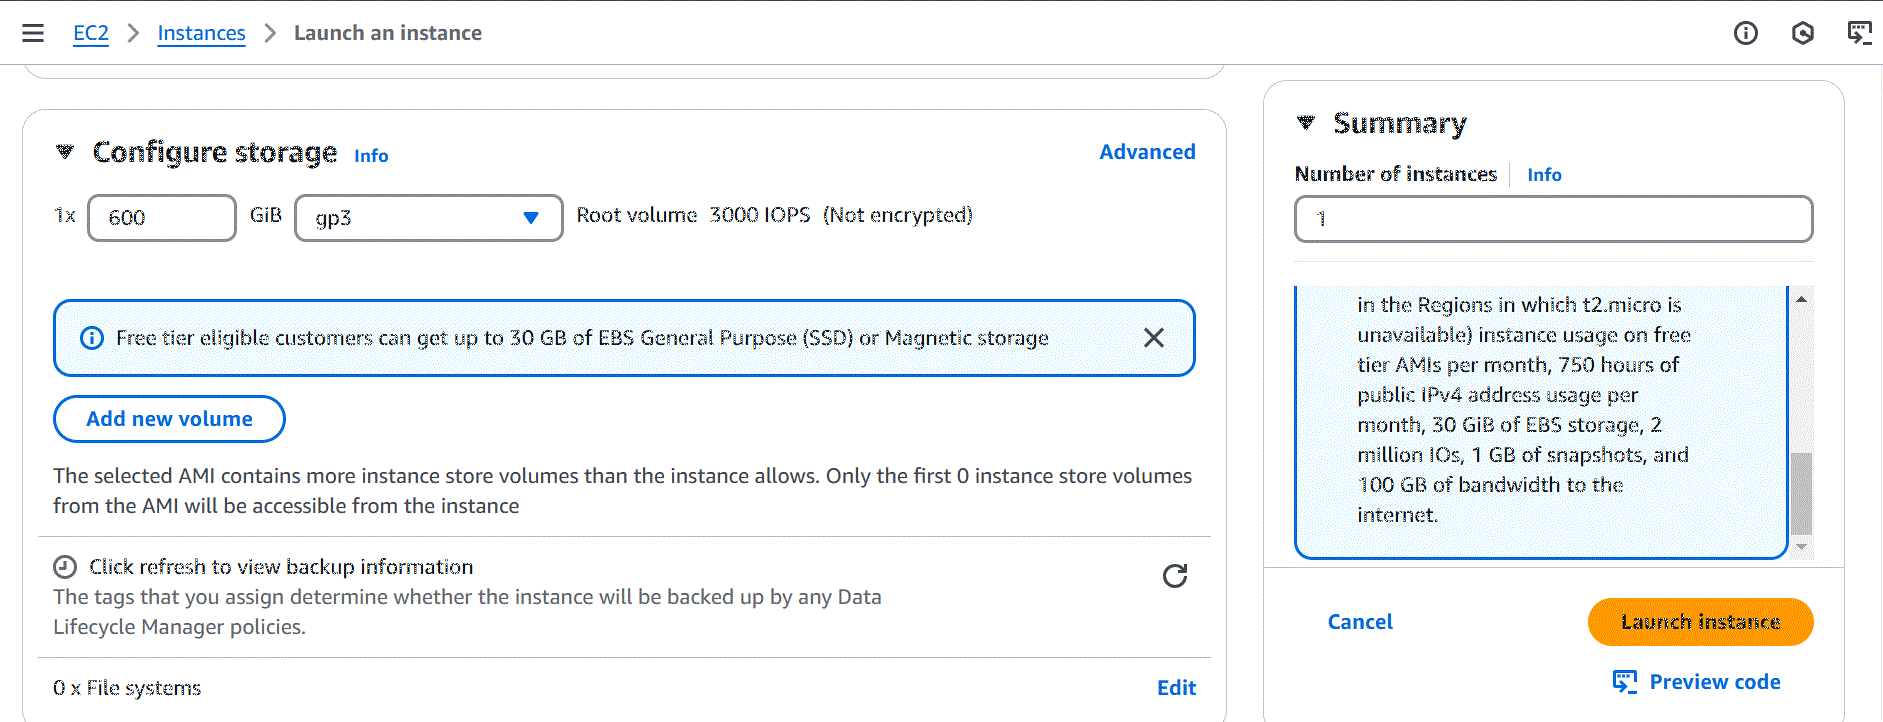 EC2 > Instances > Launch an instance
Configure storage Info
Advanced
1x 600 GiB gp3 Root volume 3000 IOPS (Not encrypted)
Free tier eligible customers can get up to 30 GB of EBS General Purpose (SSD) or Magnetic storage
Add new volume
The selected AMI contains more instance store volumes than the instance allows. Only the first 0 instance store volumes
from the AMI will be accessible from the instance
Click refresh to view backup information
The tags that you assign determine whether the instance will be backed up by any Data
Lifecycle Manager policies.
0 x File systems
Edit
Summary
Number of instances Info
1
in the Regions in which t2.micro is
unavailable) instance usage on free
tier AMIs per month, 750 hours of
public IPv4 address usage per
month, 30 GiB of EBS storage, 2
million IOs, 1 GB of snapshots, and
100 GB of bandwidth to the
internet.
Cancel
Launch instance
Preview code